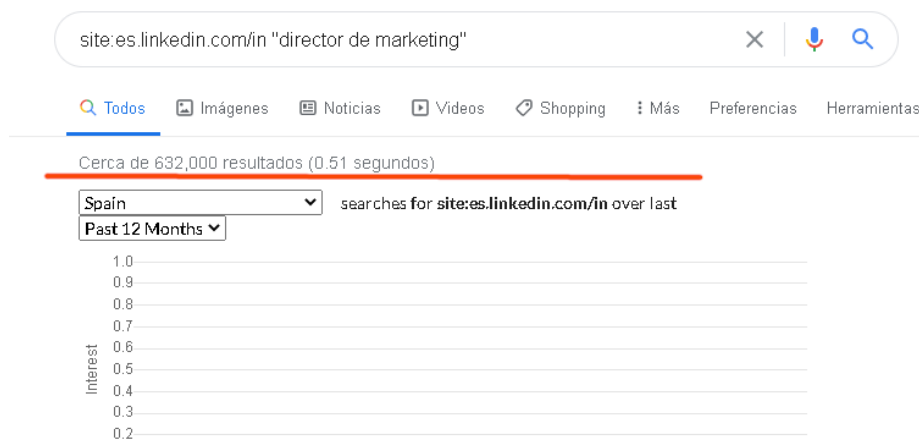 site:es.linkedin.com/in "director de marketing"
Todos Imágenes Noticias Videos Shopping Más Preferencias Herramientas
Cerca de 632,000 resultados (0.51 segundos)
Spain searches for site:es.linkedin.com/in over last
Past 12 Months
1.0
0.9
0.8
0.7
0.6
0.5
0.4
0.3
0.2
Interest